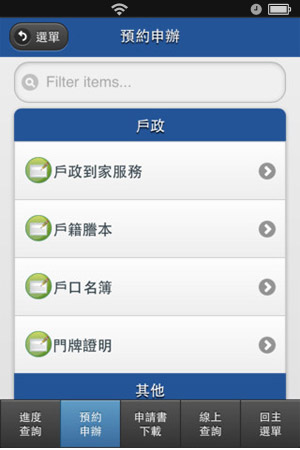 選單
預約申辦
Filter items...
戶政
戶政到家服務
戶籍謄本
戶口名簿
門牌證明
其他
進度
查詢
預約
申辦
申請書
下載
線上
查詢
回主
選單